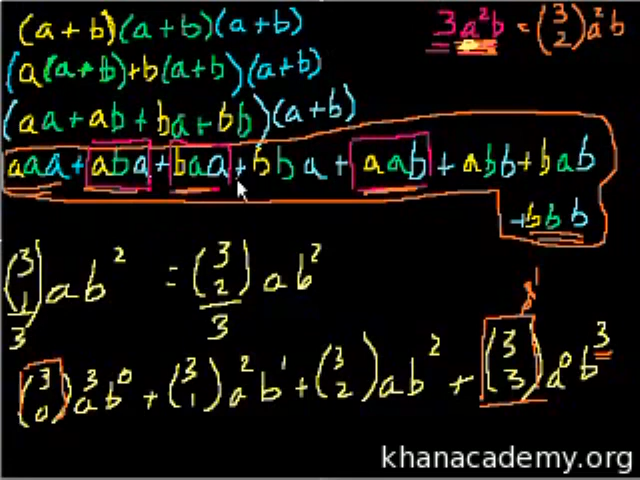 (a + b)(a + b)(a + b)
3a²b = (3 2)a²b
(a(a+b)+b(a+b))(a+b)
(aa + ab + ba + bb)(a+b)
aaa + aba + baa + bba + aab + abb + bab
+ bbb
(3 1)ab² = (3 2)ab²
3 3
1
(3 0)a³b⁰ + (3 1)a²b¹ + (3 2)ab² + (3 3)a⁰b³
khanacademy.org